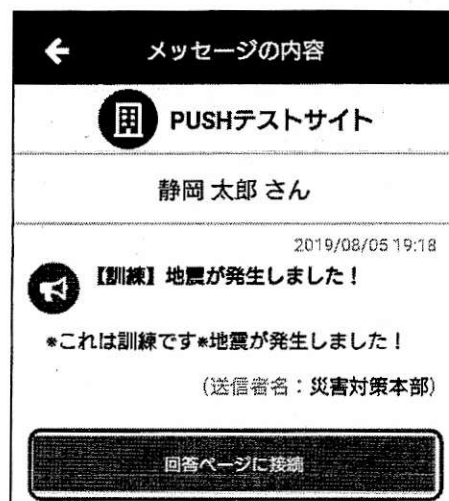 メッセージの内容
PUSHテストサイト
静岡 太郎 さん
2019/08/05 19:18
【訓練】地震が発生しました!
*これは訓練です*地震が発生しました!
(送信者名:災害対策本部)
回答ページに接続